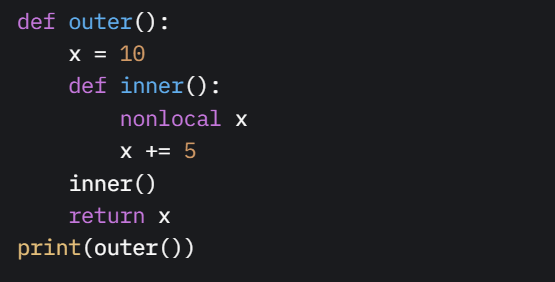 def outer():
    x = 10
    def inner():
        nonlocal x
        x += 5
    inner()
    return x
print(outer())